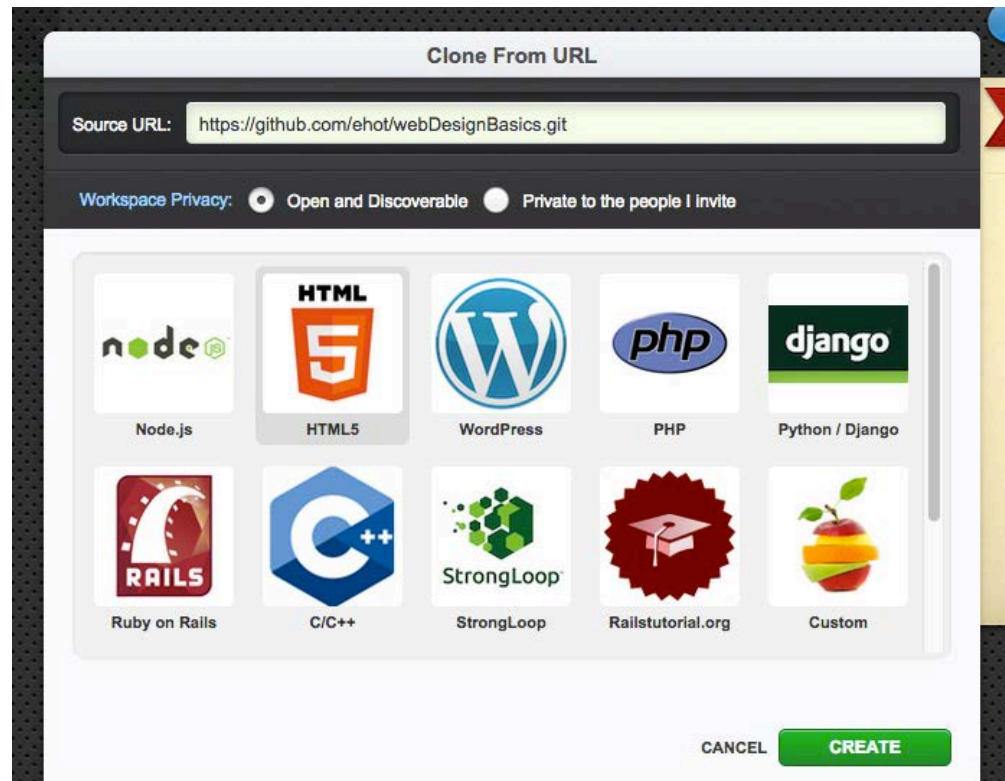 Clone From URL
Source URL: https://github.com/ehot/webDesignBasics.git
Workspace Privacy: Open and Discoverable Private to the people I invite
node JS
HTML
5
W
php
django
Node.js HTML5 WordPress PHP Python / Django
RAILS
C++
StrongLoop
Ruby on Rails C/C++ StrongLoop Railstutorial.org Custom
CANCEL CREATE